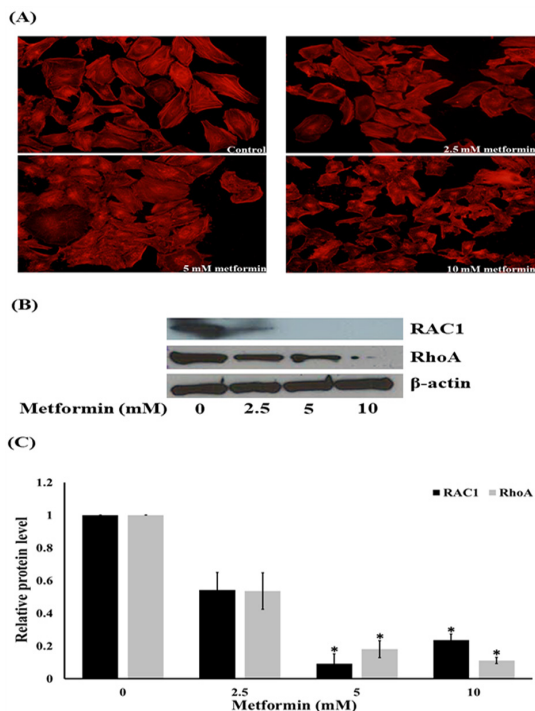 (A)
Control
2.5 mM metformin
5 mM metformin
10 mM metformin
(B)
RAC1
RhoA
β-actin
Metformin (mM) 0 2.5 5 10
(C)
RAC1 RhoA
1.2
1
0.8
0.6
0.4
0.2
0
Relative protein level
* * * *
0 2.5 5 10
Metformin (mM)